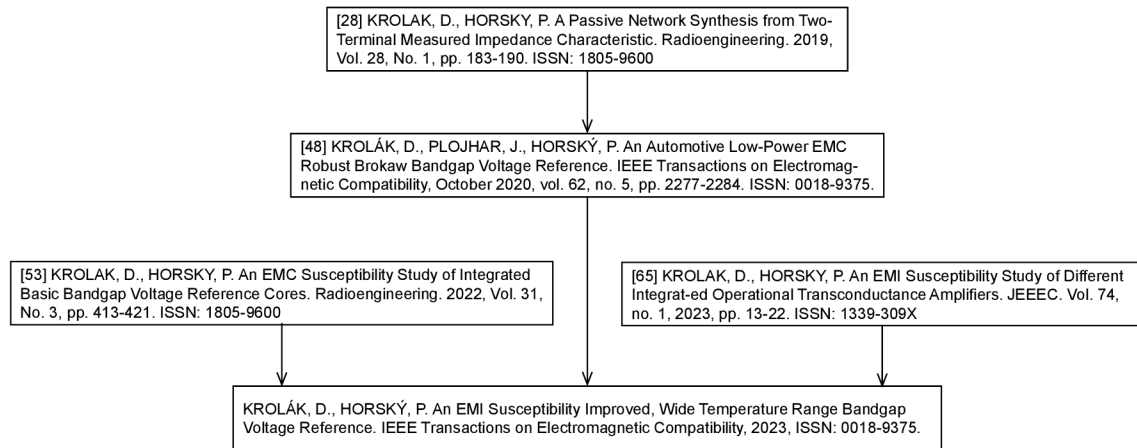 [28] KROLAK, D., HORSKY, P. A Passive Network Synthesis from Two-
Terminal Measured Impedance Characteristic. Radioengineering. 2019,
Vol. 28, No. 1, pp. 183-190. ISSN: 1805-9600
[48] KROLÁK, D., PLOJHAR, J., HORSKÝ, P. An Automotive Low-Power EMC
Robust Brokaw Bandgap Voltage Reference. IEEE Transactions on Electromag-
netic Compatibility, October 2020, vol. 62, no. 5, pp. 2277-2284. ISSN: 0018-9375.
[53] KROLAK, D., HORSKY, P. An EMC Susceptibility Study of Integrated
Basic Bandgap Voltage Reference Cores. Radioengineering. 2022, Vol. 31,
No. 3, pp. 413-421. ISSN: 1805-9600
[65] KROLAK, D., HORSKY, P. An EMI Susceptibility Study of Different
Integrat-ed Operational Transconductance Amplifiers. JEEEC. Vol. 74,
no. 1, 2023, pp. 13-22. ISSN: 1339-309X
KROLÁK, D., HORSKÝ, P. An EMI Susceptibility Improved, Wide Temperature Range Bandgap
Voltage Reference. IEEE Transactions on Electromagnetic Compatibility, 2023, ISSN: 0018-9375.